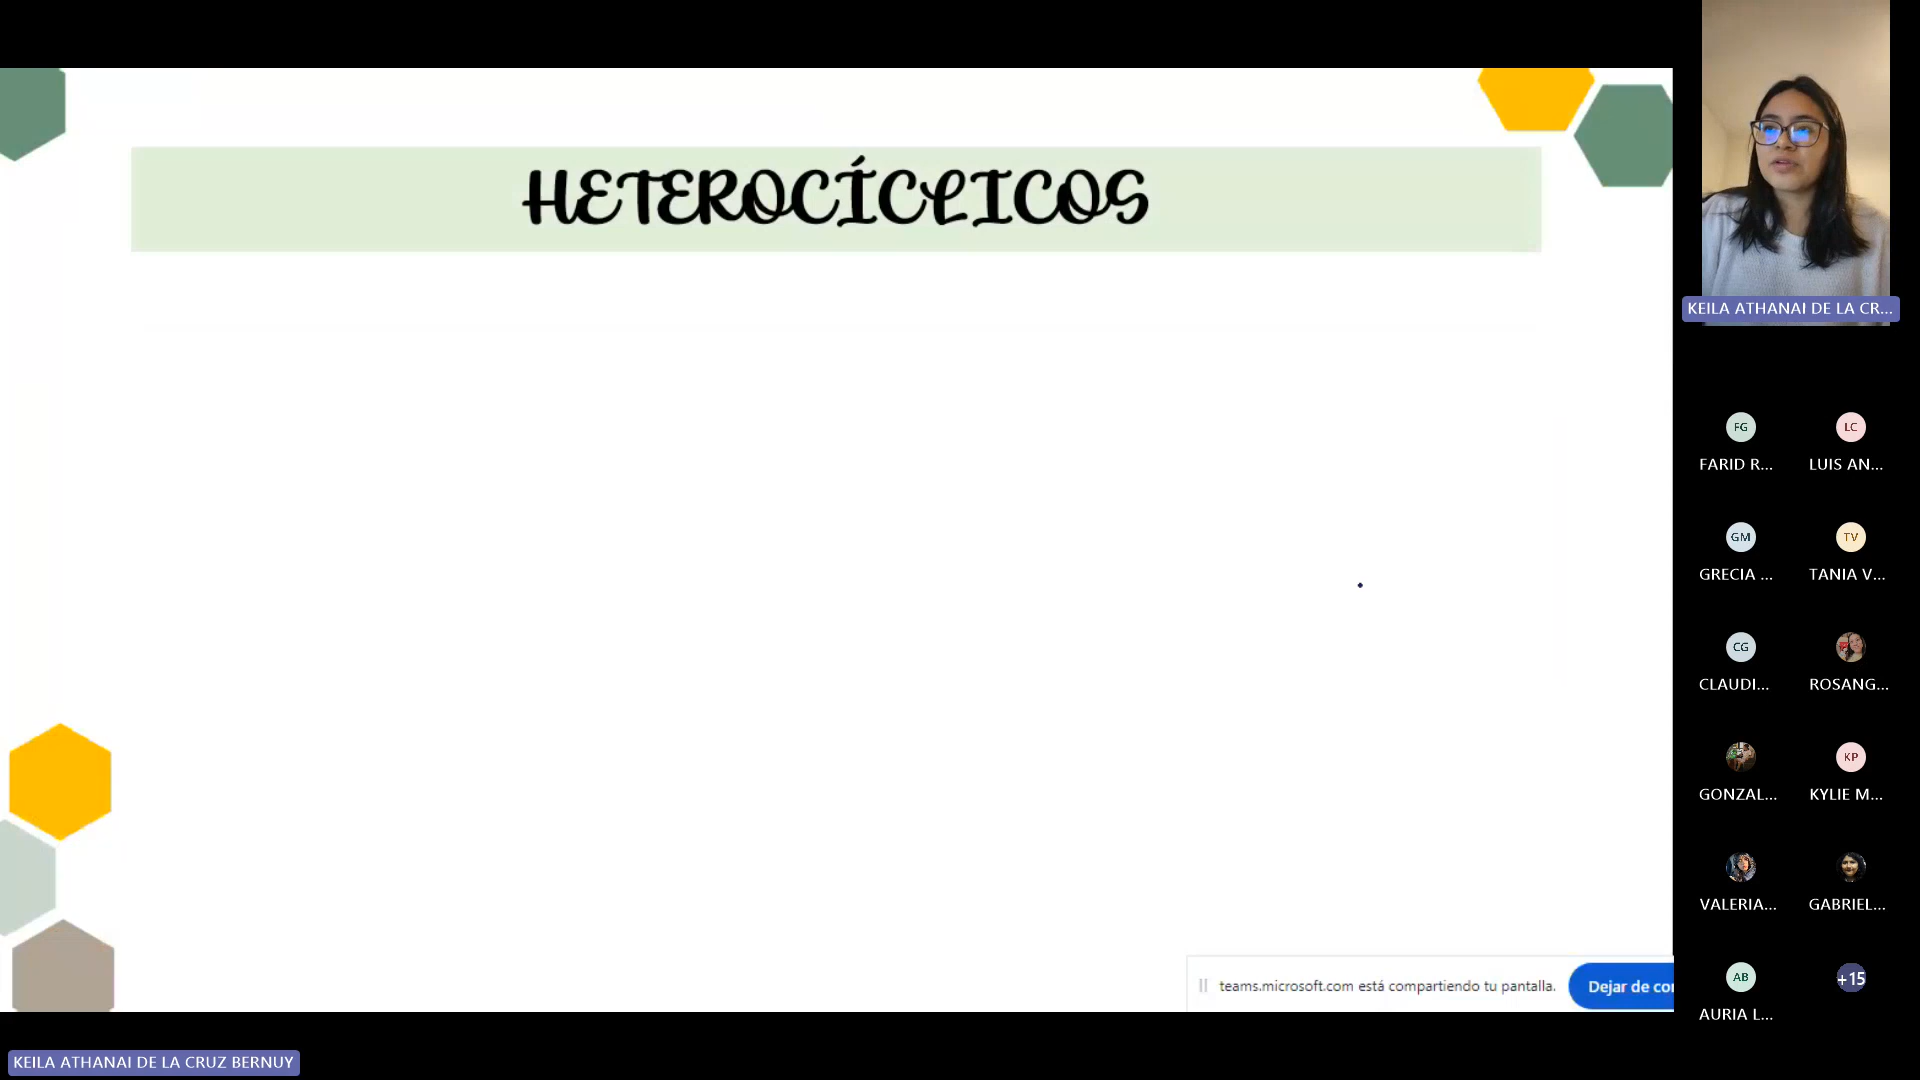 HETEROCÍCLICOS
KEILA ATHANAI DE LA CR...
FG
LC
FARID R...
LUIS AN...
GM
TV
GRECIA ...
TANIA V...
CG
CLAUDI...
ROSANG...
KP
GONZAL...
KYLIE M...
VALERIA...
GABRIEL...
AB
+15
AURIA L...
teams.microsoft.com está compartiendo tu pantalla.
Dejar de co
KEILA ATHANAI DE LA CRUZ BERNUY